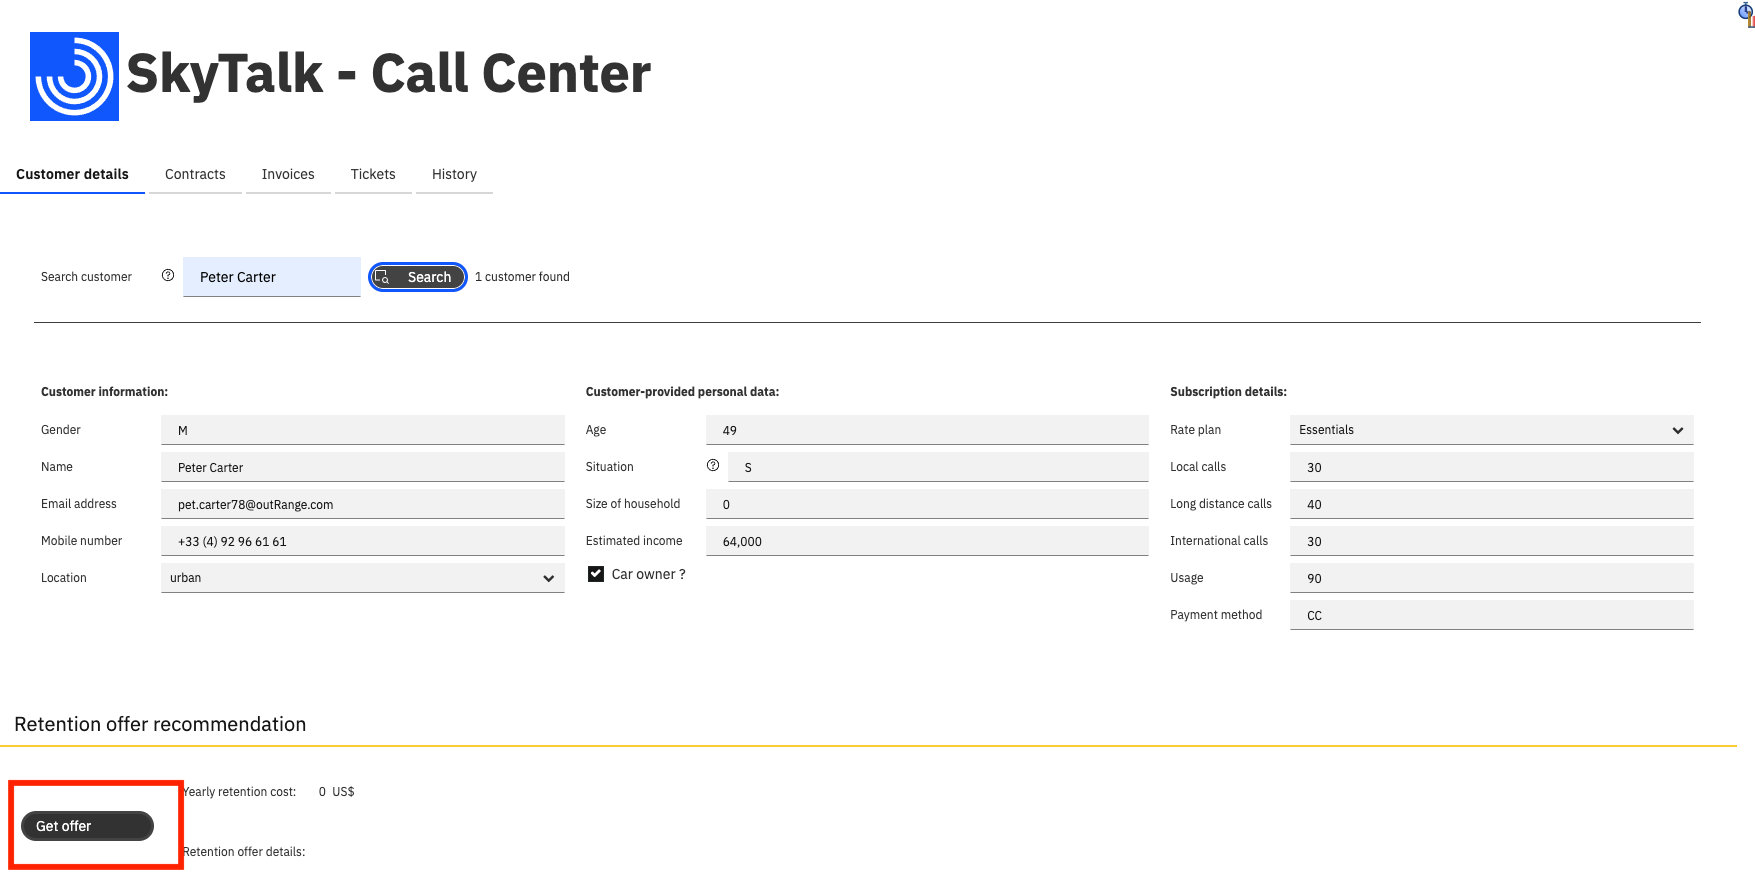 SkyTalk - Call Center
Customer details Contracts Invoices Tickets History
Search customer Peter Carter Search 1 customer found
Customer information: Customer-provided personal data: Subscription details:
Gender M Age 49 Rate plan Essentials
Name Peter Carter Situation S Local calls 30
Email address pet.carter78@outRange.com Size of household 0 Long distance calls 40
Mobile number +33 (4) 92 96 61 61 Estimated income 64,000 International calls 30
Location urban Car owner ? Usage 90
Payment method CC
Retention offer recommendation
Yearly retention cost: 0 US$
Get offer
Retention offer details: